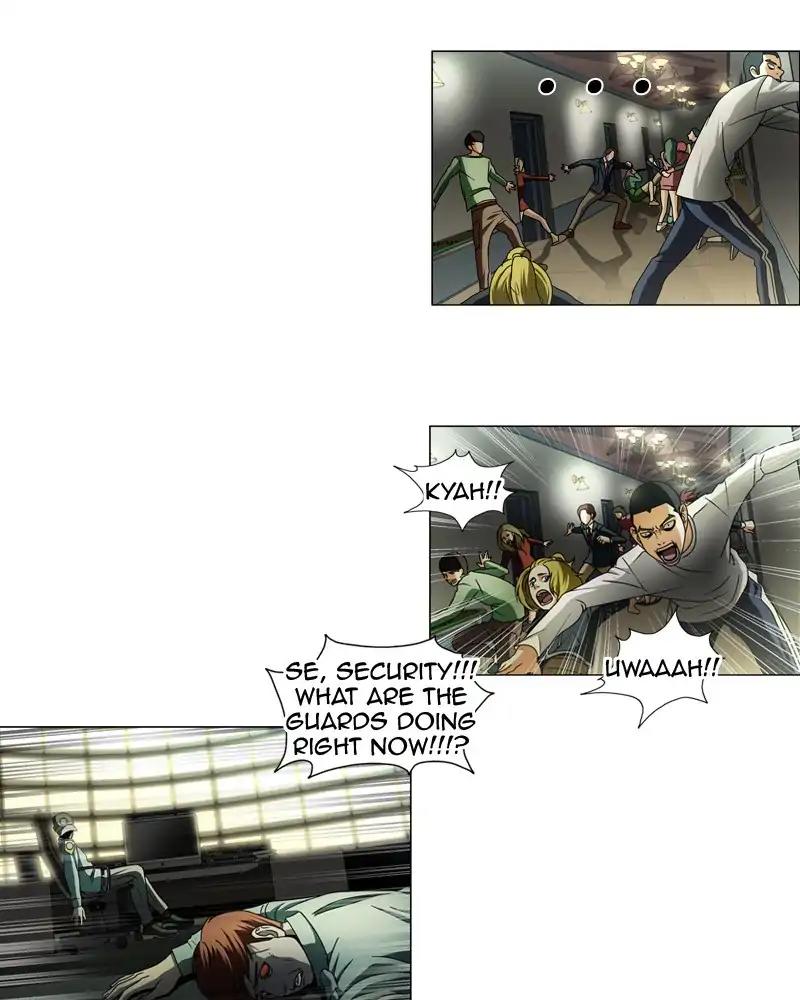 • • •
KYAH!!
UWAAAH!!
SE, SECURITY!!!
WHAT ARE THE
GUARDS DOING
RIGHT NOW!!!?